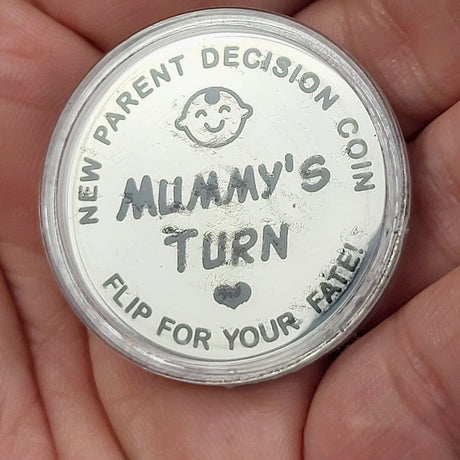 NEW PARENT DECISION COIN
MUMMY'S
TURN
FLIP FOR YOUR FATE!